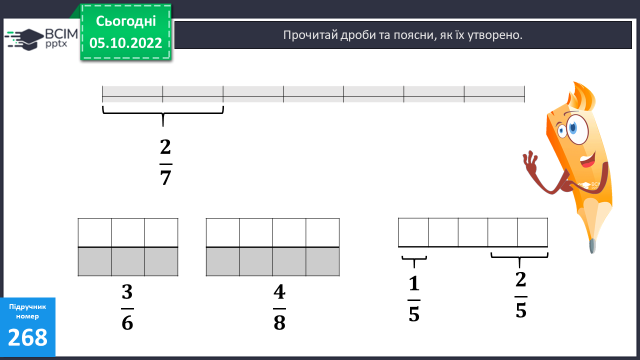 ВСІМ
pptx
Сьогодні
05.10.2022
Прочитай дроби та поясни, як їх утворено.
2
7
3
6
4
8
1
5
2
5
Підручник
номер
268